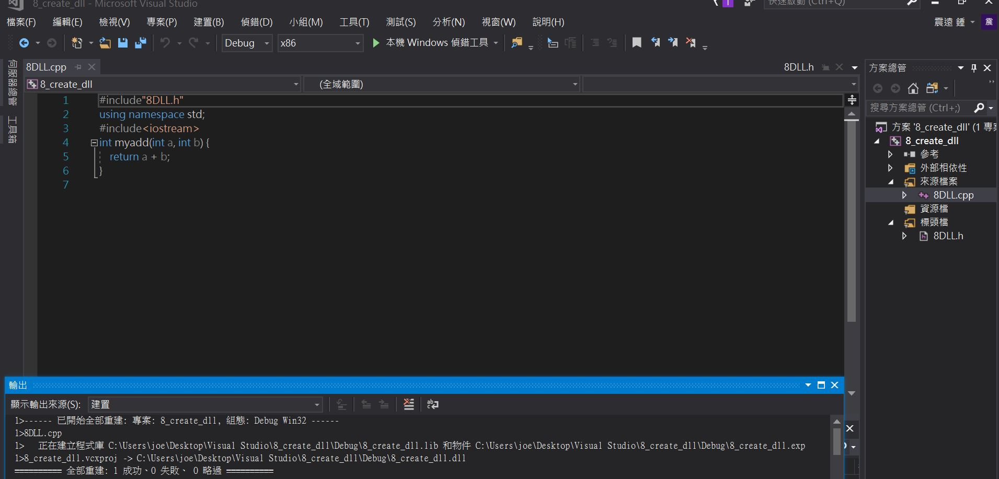 8_create_dll - Microsoft Visual Studio
快速啟動 (Ctrl+Q)
檔案(F) 編輯(E) 檢視(V) 專案(P) 建置(B) 偵錯(D) 小組(M) 工具(T) 測試(S) 分析(N) 視窗(W) 說明(H)
震遠 鍾 震
Debug x86 本機 Windows 偵錯工具
伺服器總管
工具箱
8DLL.cpp 8DLL.h
8_create_dll (全域範圍)
1 #include"8DLL.h"
2 using namespace std;
3 #include<iostream>
4 int myadd(int a, int b) {
5 return a + b;
6 }
7
方案總管
搜尋方案總管 (Ctrl+;)
方案 '8_create_dll' (1 專案
8_create_dll
參考
外部相依性
來源檔案
8DLL.cpp
資源檔
標頭檔
8DLL.h
輸出
顯示輸出來源(S): 建置
1>------ 已開始全部重建: 專案: 8_create_dll, 組態: Debug Win32 ------
1>8DLL.cpp
1> 正在建立程式庫 C:\Users\joe\Desktop\Visual Studio\8_create_dll\Debug\8_create_dll.lib 和物件 C:\Users\joe\Desktop\Visual Studio\8_create_dll\Debug\8_create_dll.exp
1>8_create_dll.vcxproj -> C:\Users\joe\Desktop\Visual Studio\8_create_dll\Debug\8_create_dll.dll
========== 全部重建: 1 成功、0 失敗、 0 略過 ==========